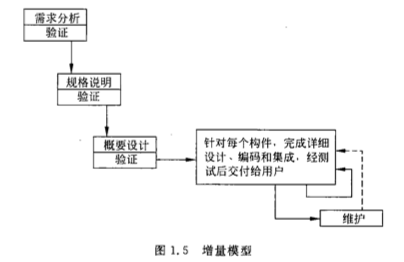 需求分析
验证
规格说明
验证
概要设计
验证
针对每个构件，完成详细
设计、编码和集成，经测
试后交付给用户
维护
图 1.5 增量模型